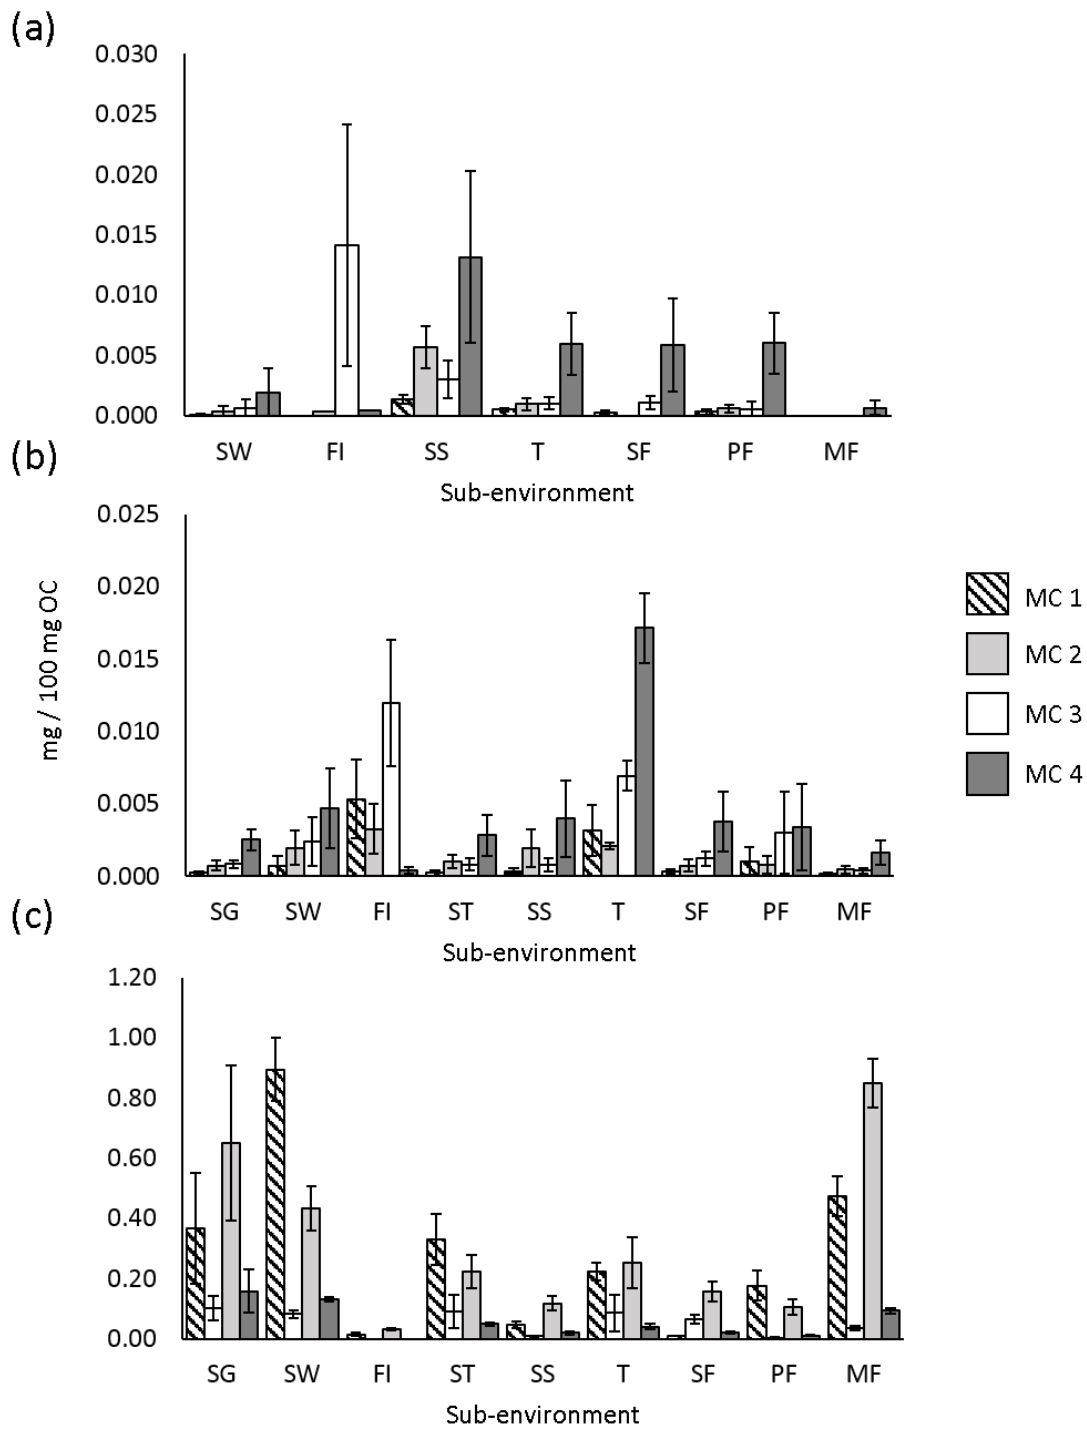 (a)
0.030
0.025
0.020
0.015
0.010
0.005
0.000
SW FI SS T SF PF MF
Sub-environment
(b)
0.025
0.020
0.015
0.010
0.005
0.000
mg / 100 mg OC
SG SW FI ST SS T SF PF MF
Sub-environment
MC 1
MC 2
MC 3
MC 4
(c)
1.20
1.00
0.80
0.60
0.40
0.20
0.00
SG SW FI ST SS T SF PF MF
Sub-environment